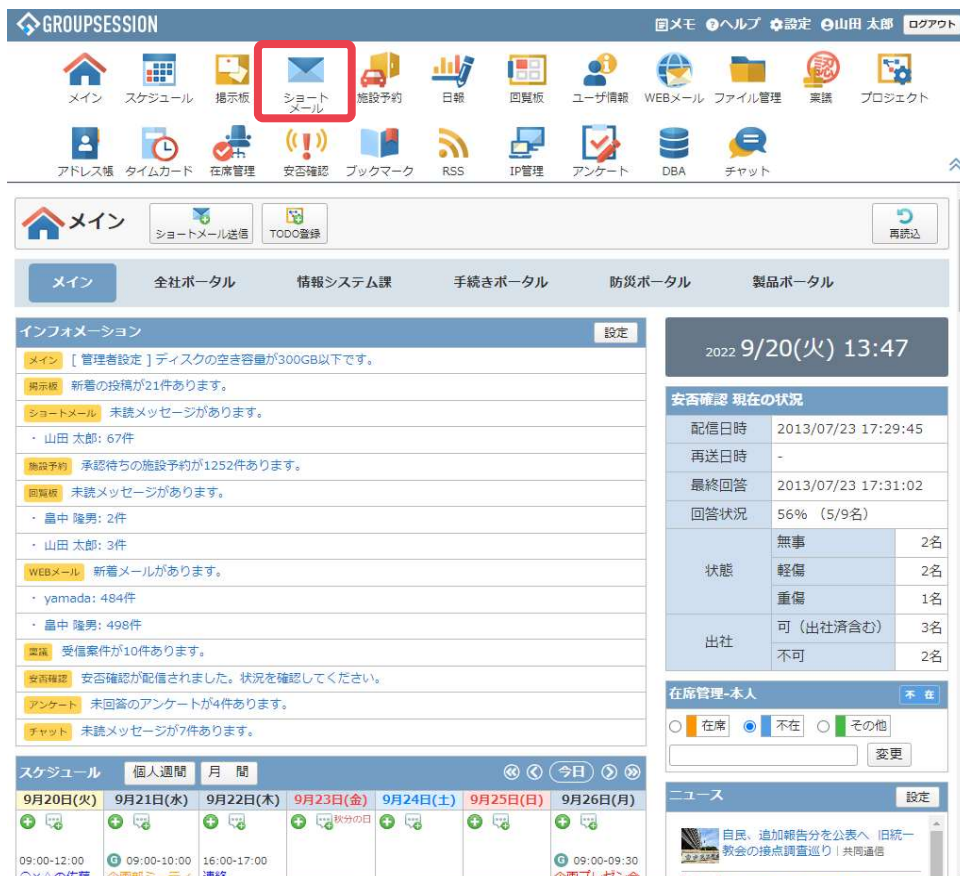 GROUPSESSION
メモ ヘルプ 設定 山田 太郎 ログアウト
メイン スケジュール 掲示板 ショートメール 施設予約 日報 回覧板 ユーザ情報 WEBメール ファイル管理 稟議 プロジェクト
アドレス帳 タイムカード 在席管理 安否確認 ブックマーク RSS IP管理 アンケート DBA チャット
メイン ショートメール送信 TODO登録 再読込
メイン 全社ポータル 情報システム課 手続きポータル 防災ポータル 製品ポータル
インフォメーション 設定
メイン [ 管理者設定 ] ディスクの空き容量が300GB以下です。
掲示板 新着の投稿が21件あります。
ショートメール 未読メッセージがあります。
・ 山田 太郎: 67件
施設予約 承認待ちの施設予約が1252件あります。
回覧板 未読メッセージがあります。
・ 畠中 隆男: 2件
・ 山田 太郎: 3件
WEBメール 新着メールがあります。
・ yamada: 484件
・ 畠中 隆男: 498件
稟議 受信案件が10件あります。
安否確認 安否確認が配信されました。状況を確認してください。
アンケート 未回答のアンケートが4件あります。
チャット 未読メッセージが7件あります。
スケジュール 個人週間 月 間 今日
9月20日(火) 9月21日(水) 9月22日(木) 9月23日(金) 9月24日(土) 9月25日(日) 9月26日(月)
秋分の日
09:00-12:00 G 09:00-10:00 16:00-17:00 G 09:00-09:30
2022 9/20(火) 13:47
安否確認 現在の状況
配信日時 2013/07/23 17:29:45
再送日時 -
最終回答 2013/07/23 17:31:02
回答状況 56% （5/9名）
状態 無事 2名
軽傷 2名
重傷 1名
出社 可（出社済含む） 3名
不可 2名
在席管理-本人 不 在
在席 不在 その他
変更
ニュース 設定
自民、追加報告分を公表へ 旧統一
教会の接点調査巡り | 共同通信